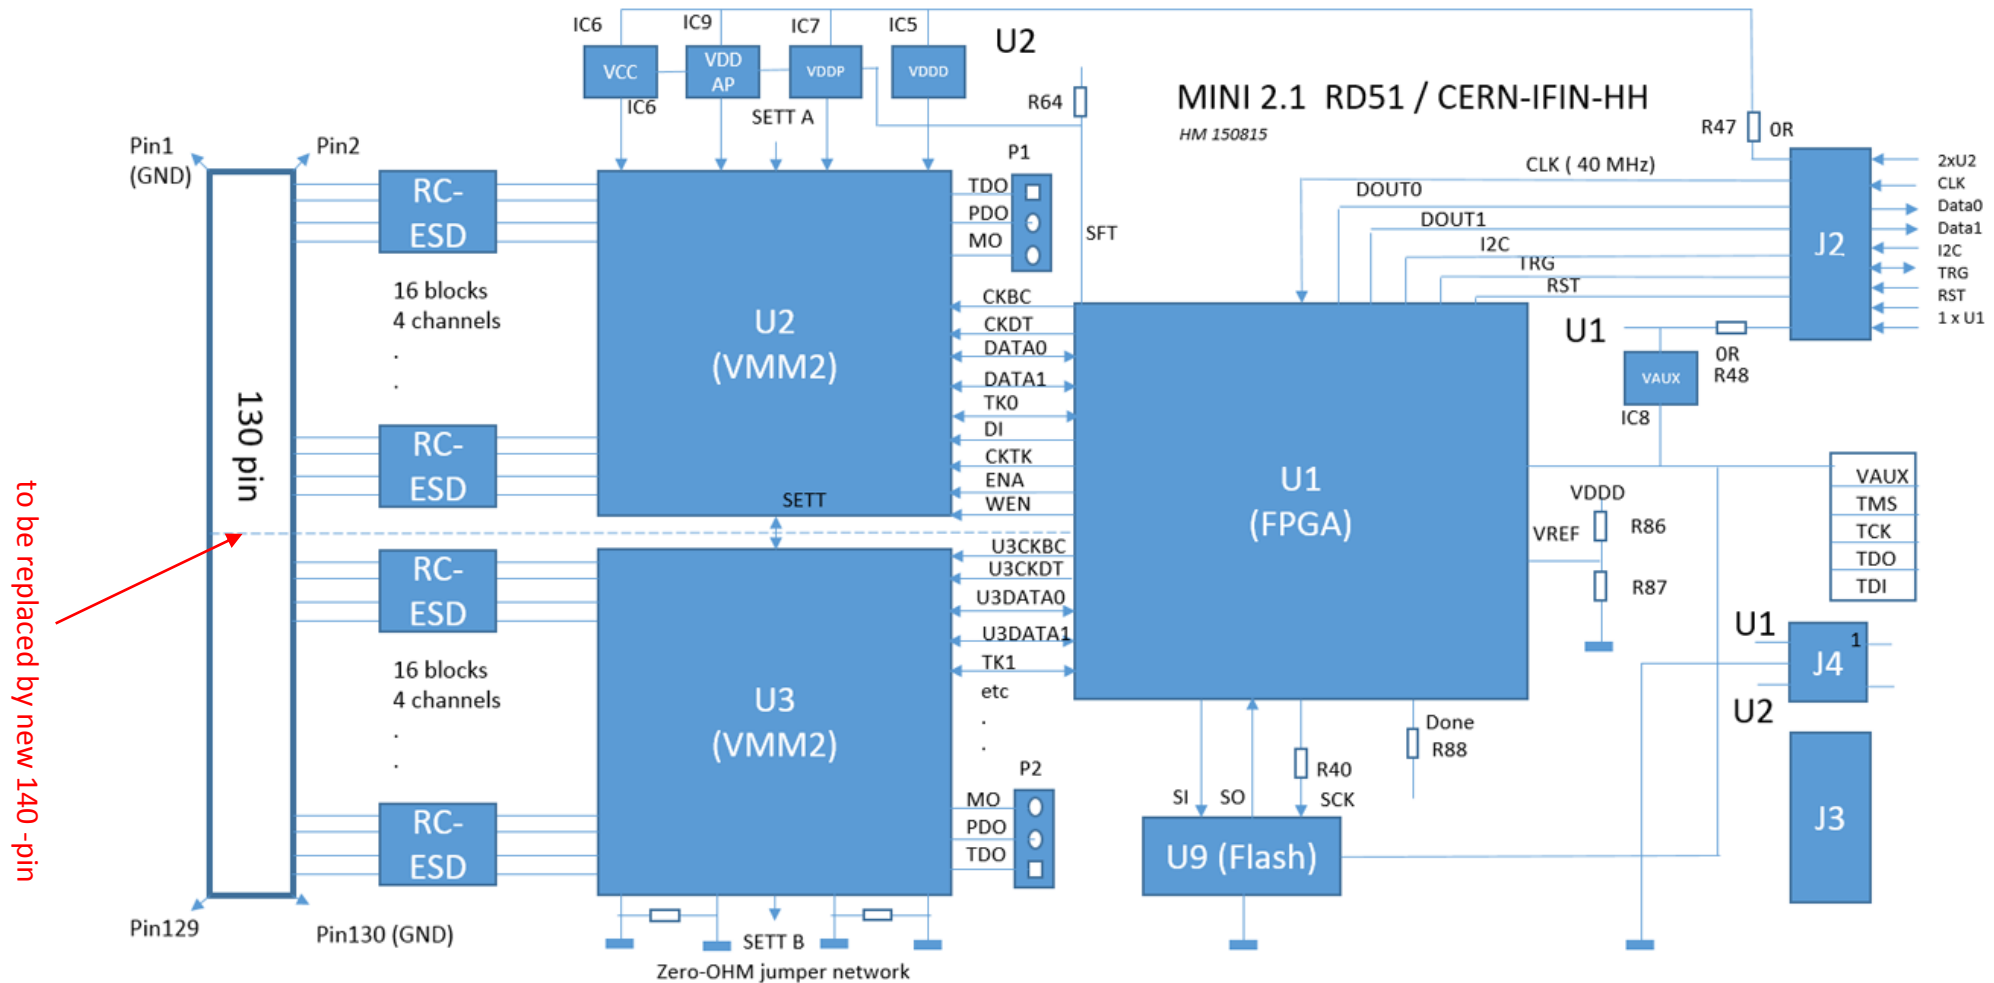 IC6
IC9
IC7
IC5
U2
VCC
VDD
AP
VDDP
VDDD
IC6
SETT A
R64
MINI 2.1 RD51 / CERN-IFIN-HH
HM 150815
R47
0R
Pin1
(GND)
Pin2
P1
TDO
PDO
MO
SFT
CLK ( 40 MHz)
DOUT0
DOUT1
I2C
TRG
RST
J2
2xU2
CLK
Data0
Data1
I2C
TRG
RST
1 x U1
RC-
ESD
16 blocks
4 channels
.
.
RC-
ESD
130 pin
to be replaced by new 140 -pin
U2
(VMM2)
SETT
CKBC
CKDT
DATA0
DATA1
TK0
DI
CKTK
ENA
WEN
U1
(FPGA)
U1
0R
R48
VAUX
IC8
VDDD
VREF
R86
R87
VAUX
TMS
TCK
TDO
TDI
RC-
ESD
16 blocks
4 channels
.
.
RC-
ESD
U3
(VMM2)
U3CKBC
U3CKDT
U3DATA0
U3DATA1
TK1
etc
.
.
P2
MO
PDO
TDO
U1
1
J4
U2
J3
Done
R88
R40
SI
SO
SCK
U9 (Flash)
Pin129
Pin130 (GND)
SETT B
Zero-OHM jumper network